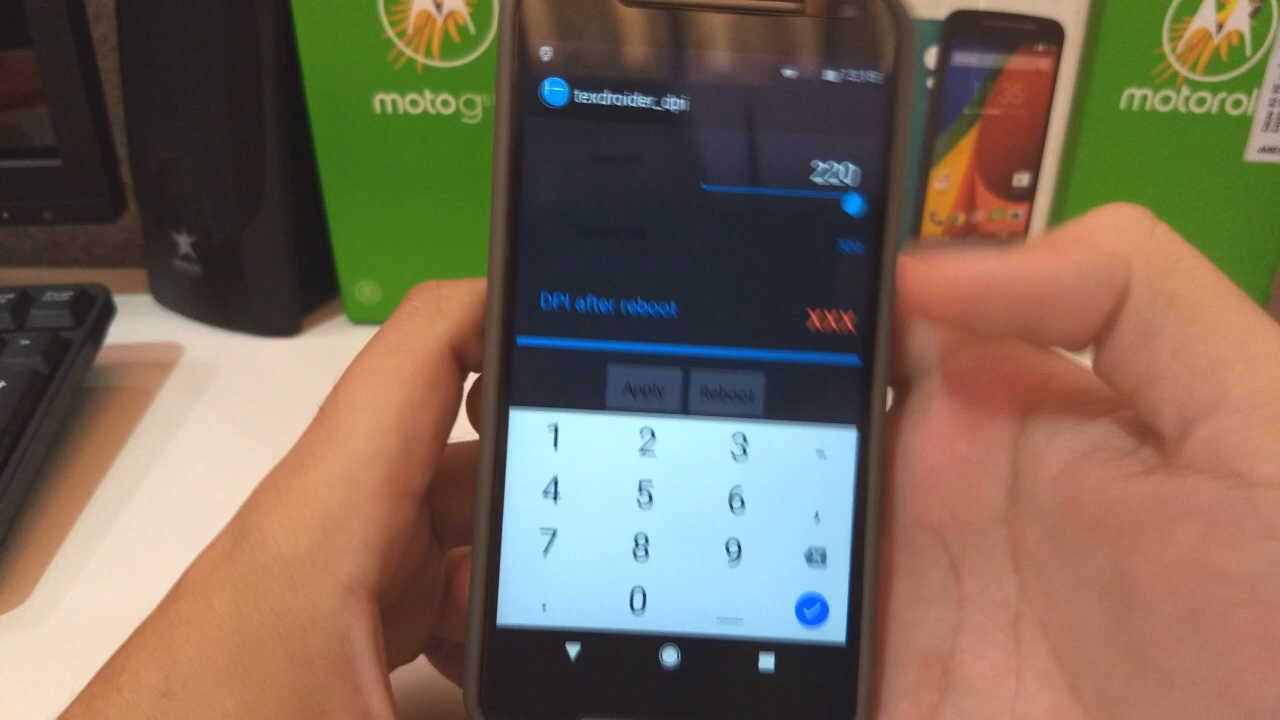 moto g
motorol
texdroider_dpi
220
DPI after reboot
XXX
Apply
Reboot
1 2 3
4 5 6
7 8 9
0